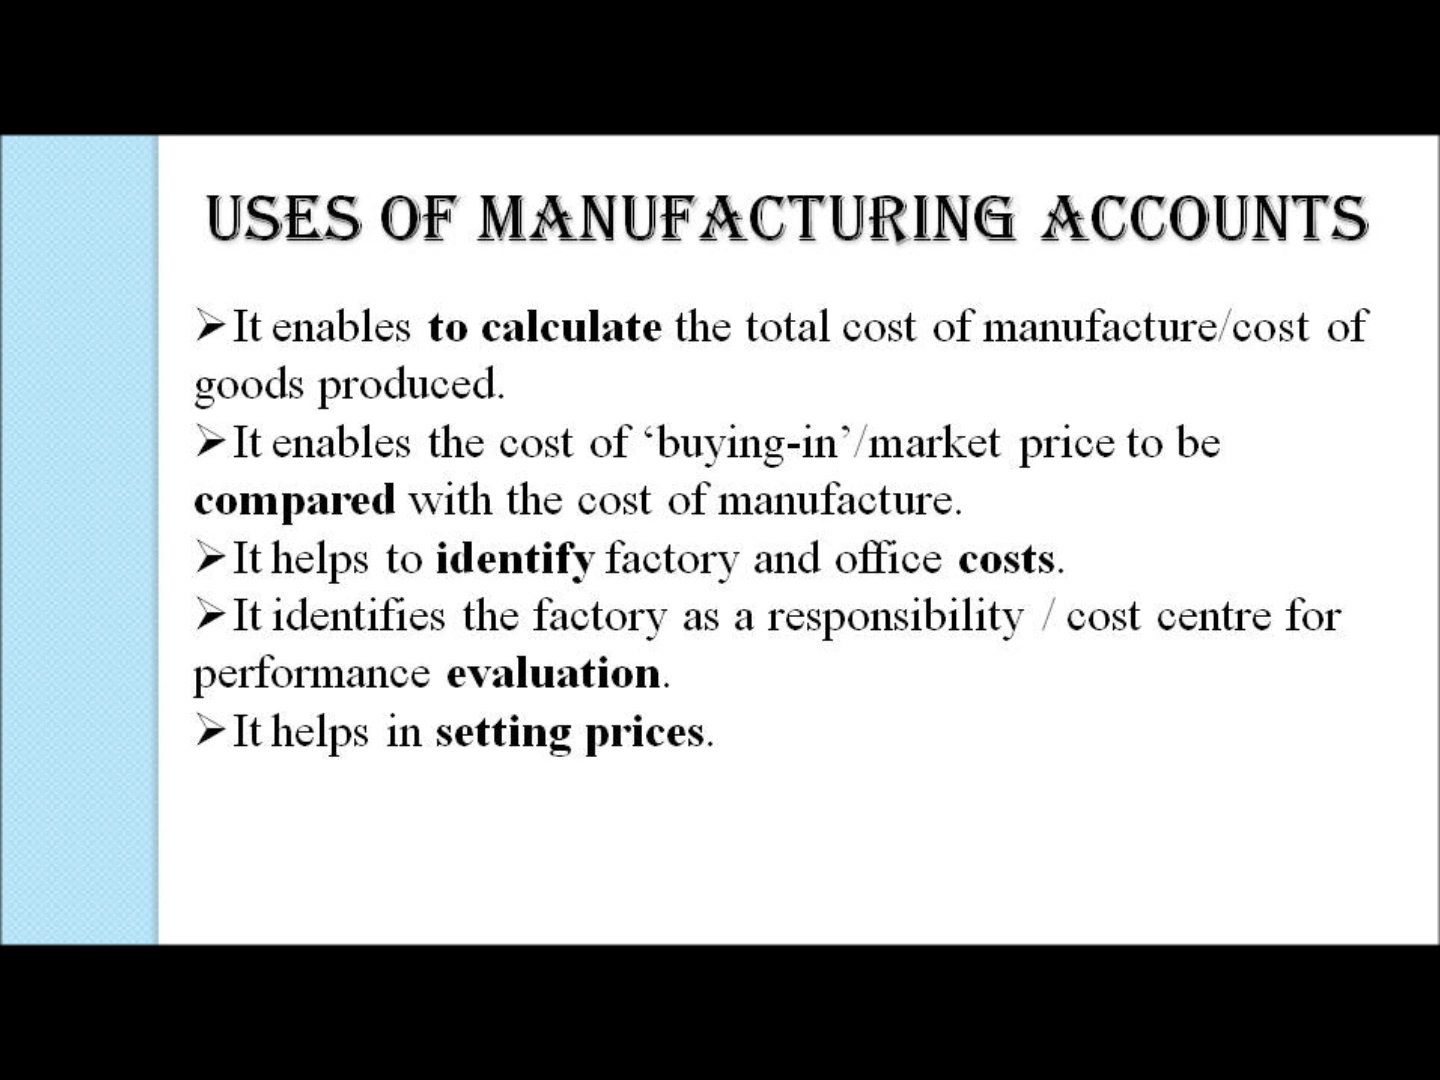 USES OF MANUFACTURING ACCOUNTS
➢It enables to calculate the total cost of manufacture/cost of
goods produced.
➢It enables the cost of ‘buying-in’/market price to be
compared with the cost of manufacture.
➢It helps to identify factory and office costs.
➢It identifies the factory as a responsibility / cost centre for
performance evaluation.
➢It helps in setting prices.